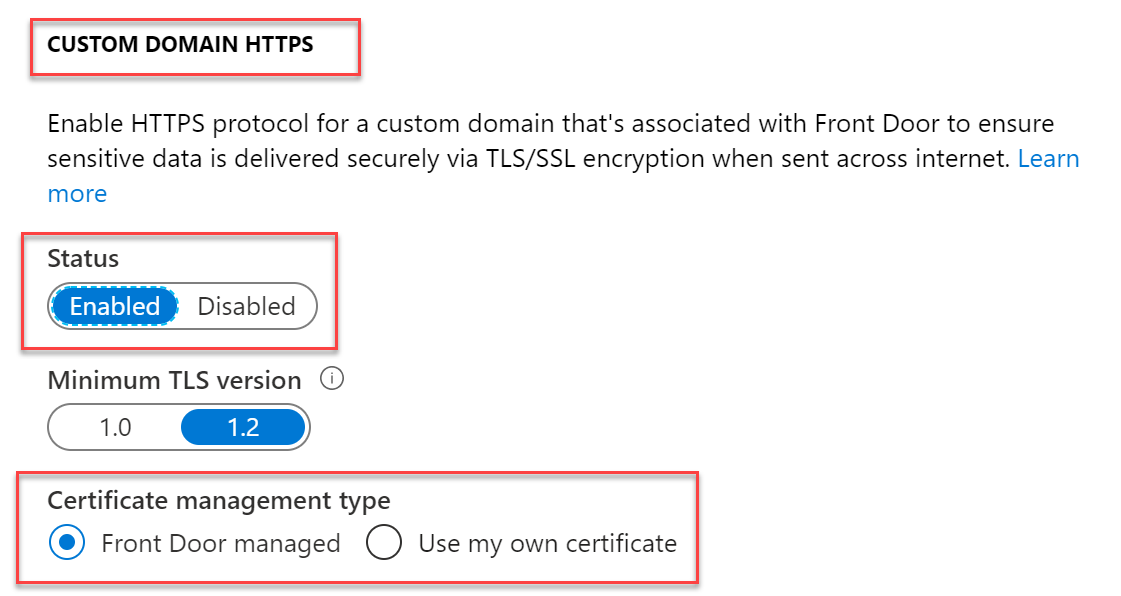 CUSTOM DOMAIN HTTPS
Enable HTTPS protocol for a custom domain that's associated with Front Door to ensure
sensitive data is delivered securely via TLS/SSL encryption when sent across internet. Learn
more
Status
Enabled Disabled
Minimum TLS version
1.0 1.2
Certificate management type
Front Door managed Use my own certificate